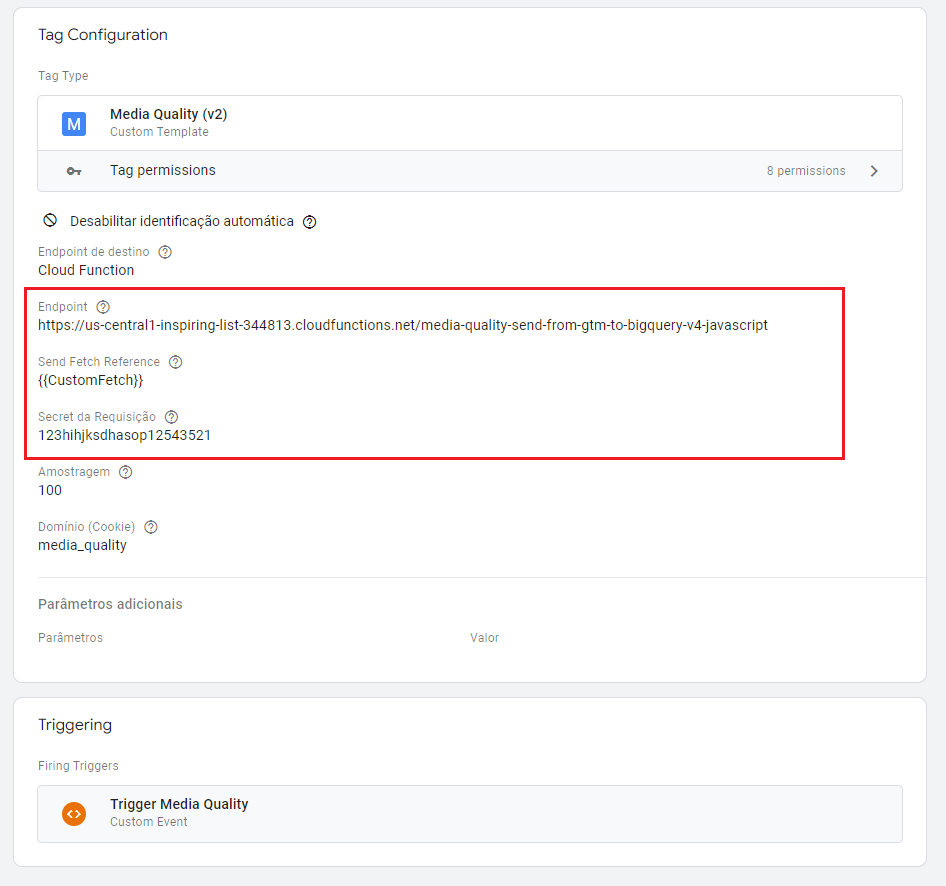 Tag Configuration
Tag Type
M
Media Quality (v2)
Custom Template
Tag permissions
8 permissions
Desabilitar identificação automática
Endpoint de destino
Cloud Function
Endpoint
https://us-central1-inspiring-list-344813.cloudfunctions.net/media-quality-send-from-gtm-to-bigquery-v4-javascript
Send Fetch Reference
{{CustomFetch}}
Secret da Requisição
123hihjksdhasop12543521
Amostragem
100
Domínio (Cookie)
media_quality
Parâmetros adicionais
Parâmetros Valor
Triggering
Firing Triggers
Trigger Media Quality
Custom Event